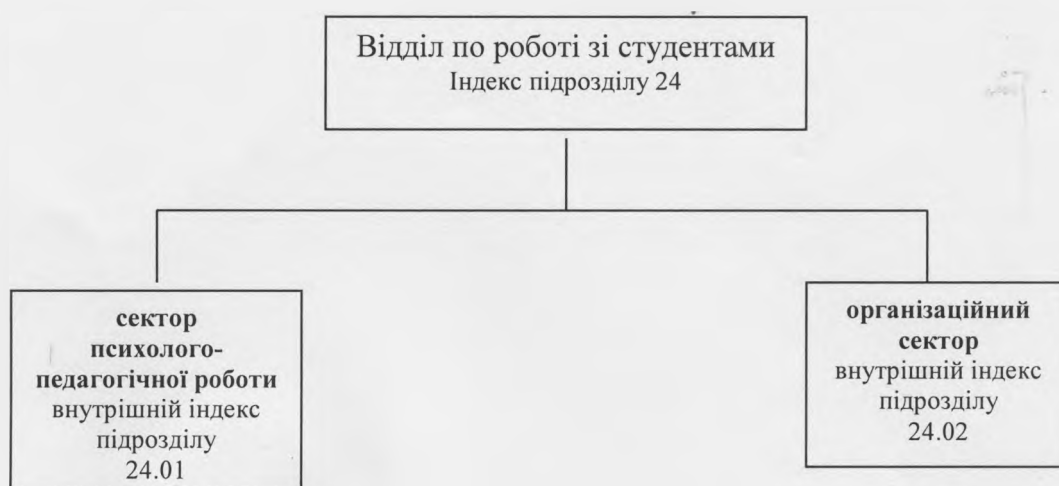 Відділ по роботі зі студентами
Індекс підрозділу 24
сектор
психолого-
педагогічної роботи
внутрішній індекс
підрозділу
24.01
організаційний
сектор
внутрішній індекс
підрозділу
24.02